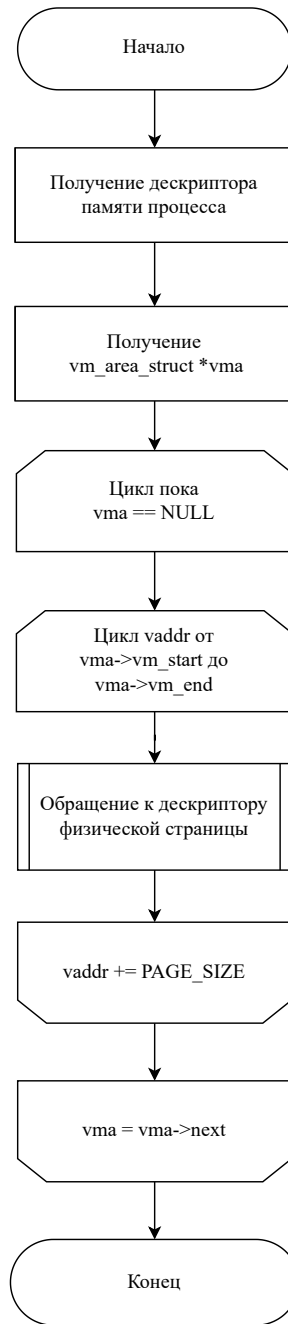 Начало
Получение дескриптора
памяти процесса
Получение
vm_area_struct *vma
Цикл пока
vma == NULL
Цикл vaddr от
vma->vm_start до
vma->vm_end
Обращение к дескриптору
физической страницы
vaddr += PAGE_SIZE
vma = vma->next
Конец